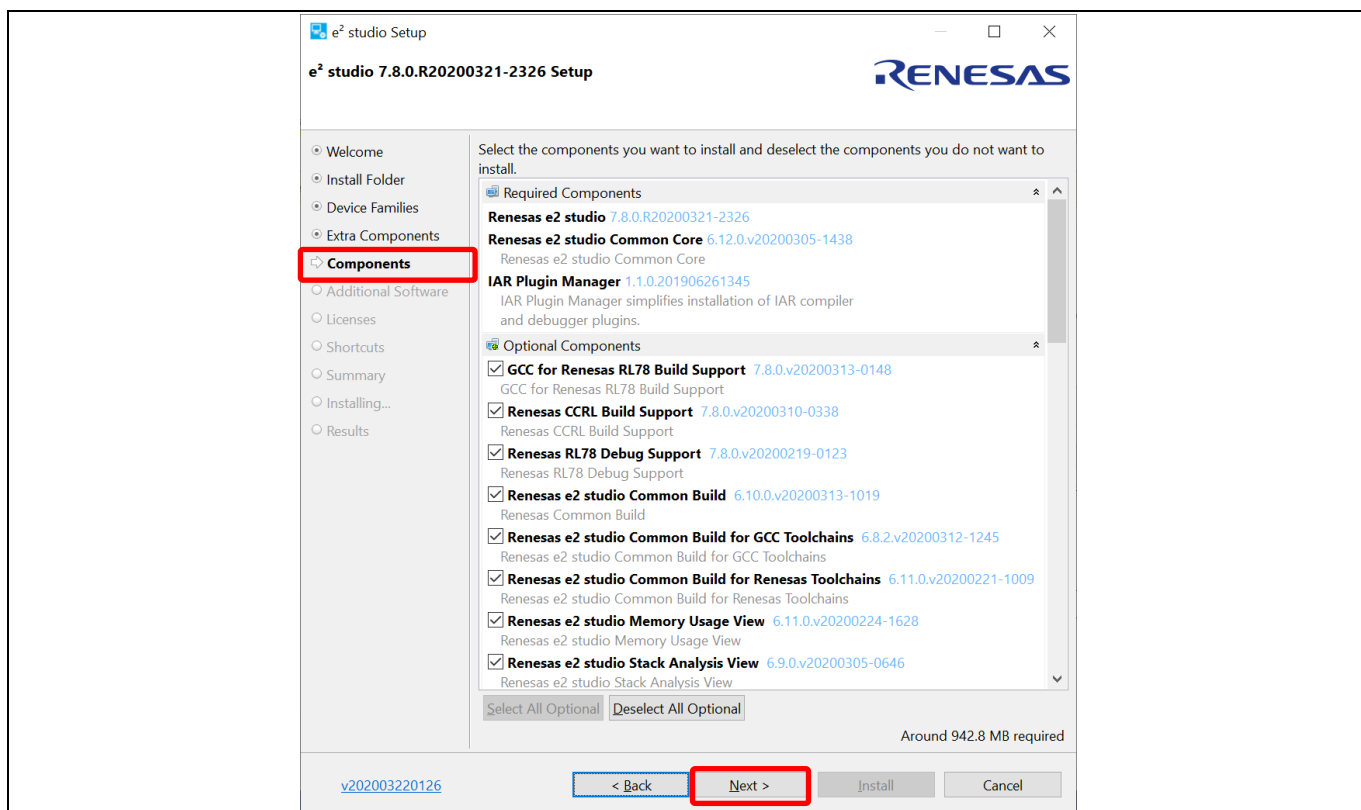 e² studio Setup
e² studio 7.8.0.R20200321-2326 Setup
RENESAS
Welcome
Install Folder
Device Families
Extra Components
Components
Additional Software
Licenses
Shortcuts
Summary
Installing...
Results
Select the components you want to install and deselect the components you do not want to
install.
Required Components
Renesas e2 studio 7.8.0.R20200321-2326
Renesas e2 studio Common Core 6.12.0.v20200305-1438
Renesas e2 studio Common Core
IAR Plugin Manager 1.1.0.201906261345
IAR Plugin Manager simplifies installation of IAR compiler
and debugger plugins.
Optional Components
GCC for Renesas RL78 Build Support 7.8.0.v20200313-0148
GCC for Renesas RL78 Build Support
Renesas CCRL Build Support 7.8.0.v20200310-0338
Renesas CCRL Build Support
Renesas RL78 Debug Support 7.8.0.v20200219-0123
Renesas RL78 Debug Support
Renesas e2 studio Common Build 6.10.0.v20200313-1019
Renesas Common Build
Renesas e2 studio Common Build for GCC Toolchains 6.8.2.v20200312-1245
Renesas e2 studio Common Build for GCC Toolchains
Renesas e2 studio Common Build for Renesas Toolchains 6.11.0.v20200221-1009
Renesas e2 studio Common Build for Renesas Toolchains
Renesas e2 studio Memory Usage View 6.11.0.v20200224-1628
Renesas e2 studio Memory Usage View
Renesas e2 studio Stack Analysis View 6.9.0.v20200305-0646
Renesas e2 studio Stack Analysis View
Select All Optional Deselect All Optional
Around 942.8 MB required
v202003220126 < Back Next > Install Cancel